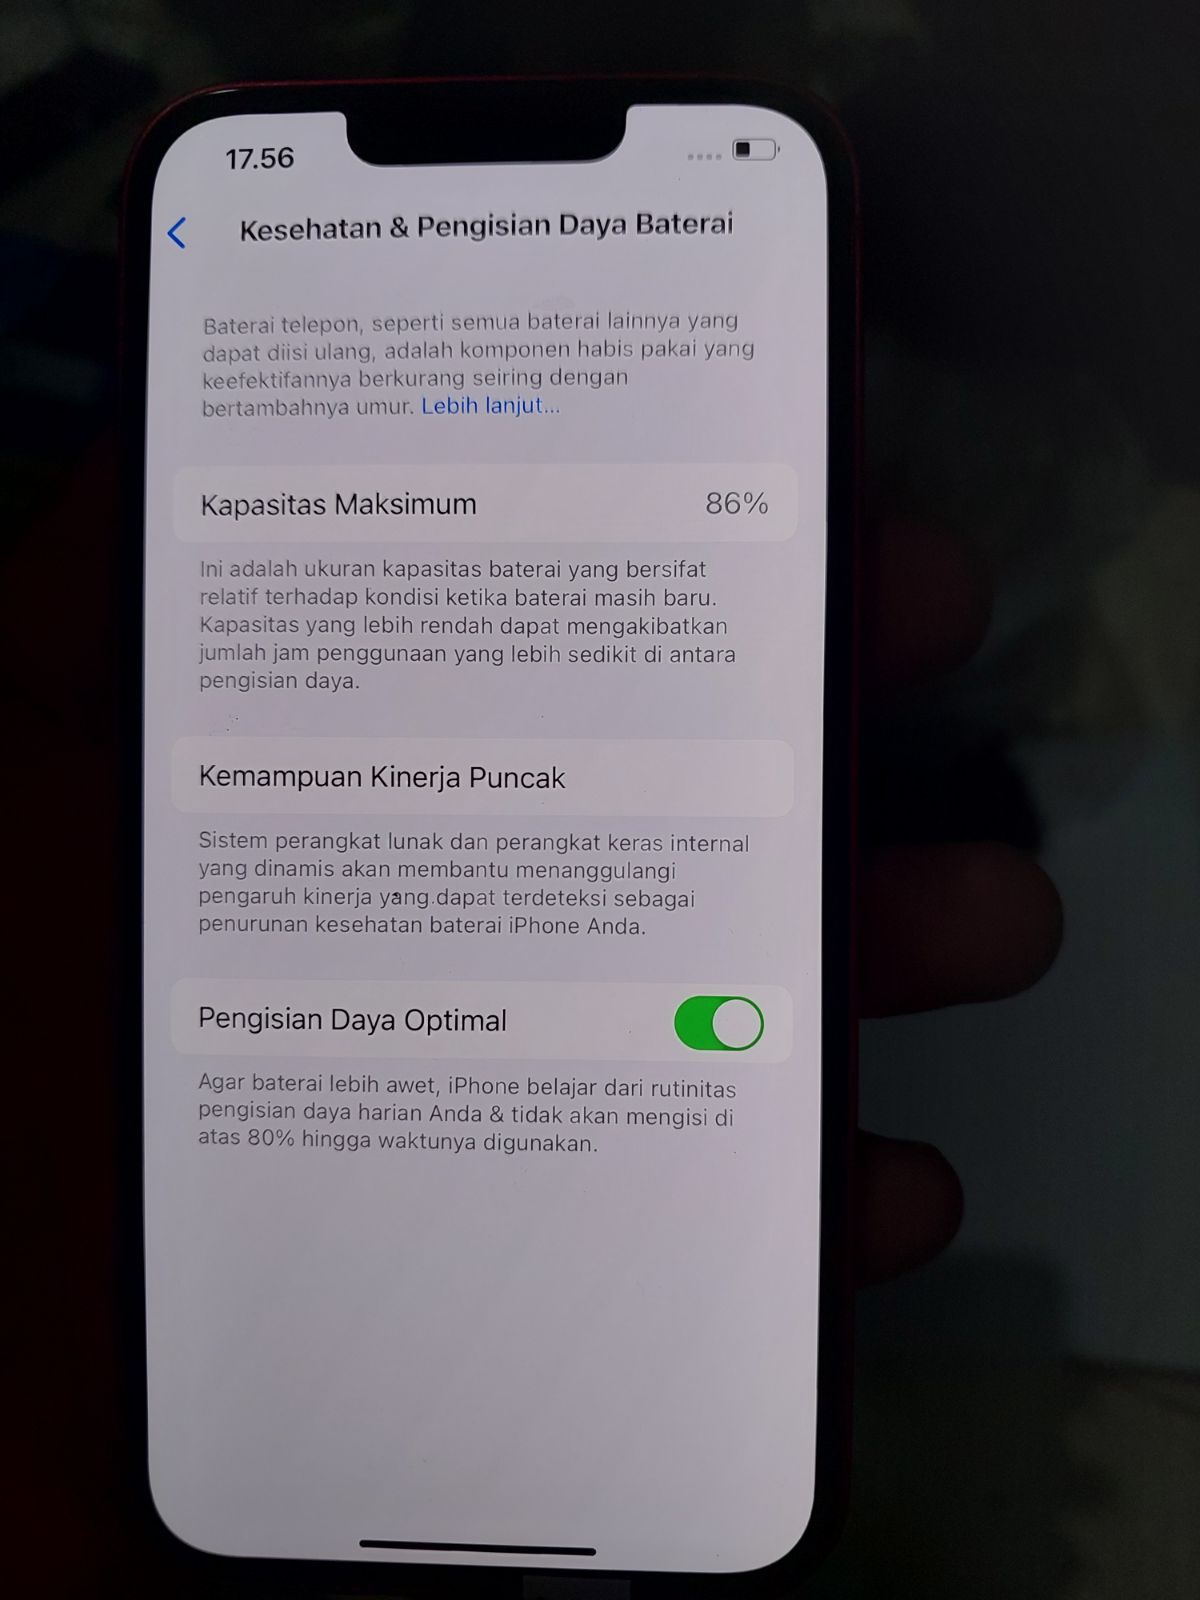 17.56
Kesehatan & Pengisian Daya Baterai
Baterai telepon, seperti semua baterai lainnya yang
dapat diisi ulang, adalah komponen habis pakai yang
keefektifannya berkurang seiring dengan
bertambahnya umur. Lebih lanjut...
Kapasitas Maksimum 86%
Ini adalah ukuran kapasitas baterai yang bersifat
relatif terhadap kondisi ketika baterai masih baru.
Kapasitas yang lebih rendah dapat mengakibatkan
jumlah jam penggunaan yang lebih sedikit di antara
pengisian daya.
Kemampuan Kinerja Puncak
Sistem perangkat lunak dan perangkat keras internal
yang dinamis akan membantu menanggulangi
pengaruh kinerja yang dapat terdeteksi sebagai
penurunan kesehatan baterai iPhone Anda.
Pengisian Daya Optimal
Agar baterai lebih awet, iPhone belajar dari rutinitas
pengisian daya harian Anda & tidak akan mengisi di
atas 80% hingga waktunya digunakan.